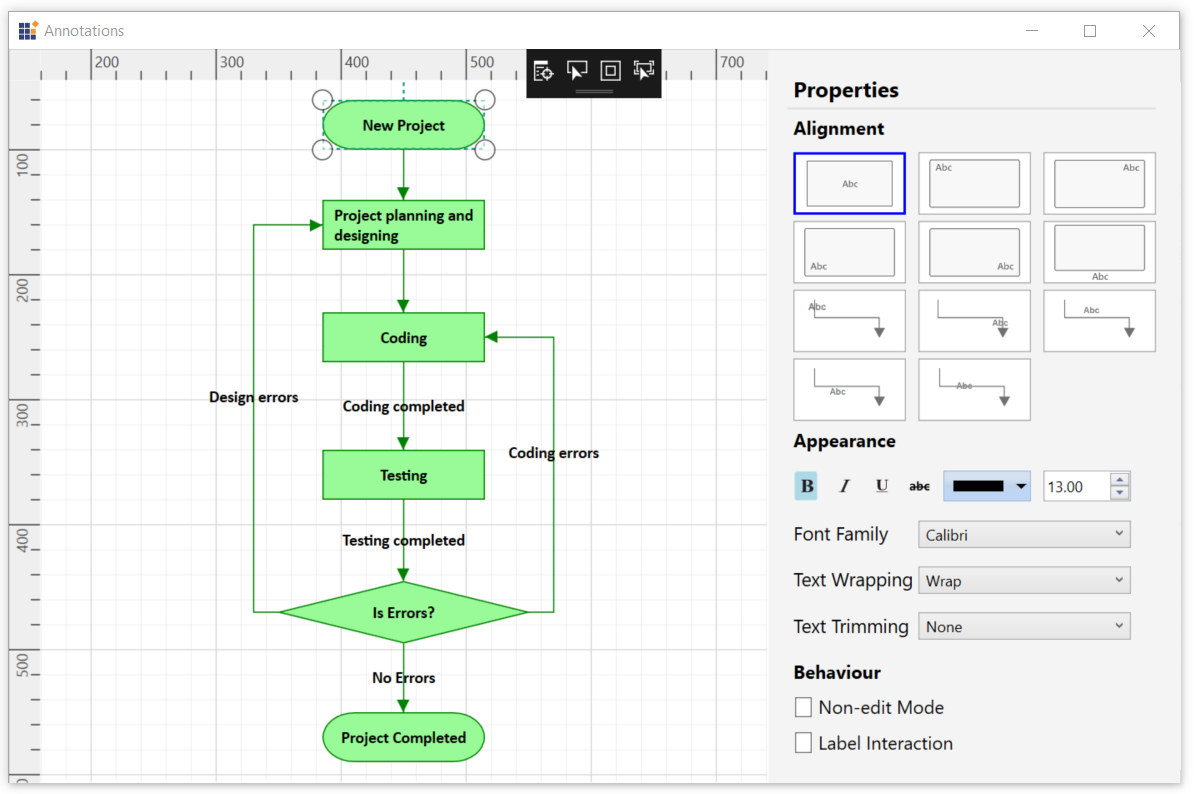 Annotations
200
300
400
500
700
100
200
300
400
500
New Project
Project planning and
designing
Coding
Design errors
Coding completed
Coding errors
Testing
Testing completed
Is Errors?
No Errors
Project Completed
Properties
Alignment
Abc
Abc
Abc
Abc
Abc
Abc
Abc
Abc
Abc
Abc
Abc
Appearance
B I U abc 13.00
Font Family Calibri
Text Wrapping Wrap
Text Trimming None
Behaviour
Non-edit Mode
Label Interaction